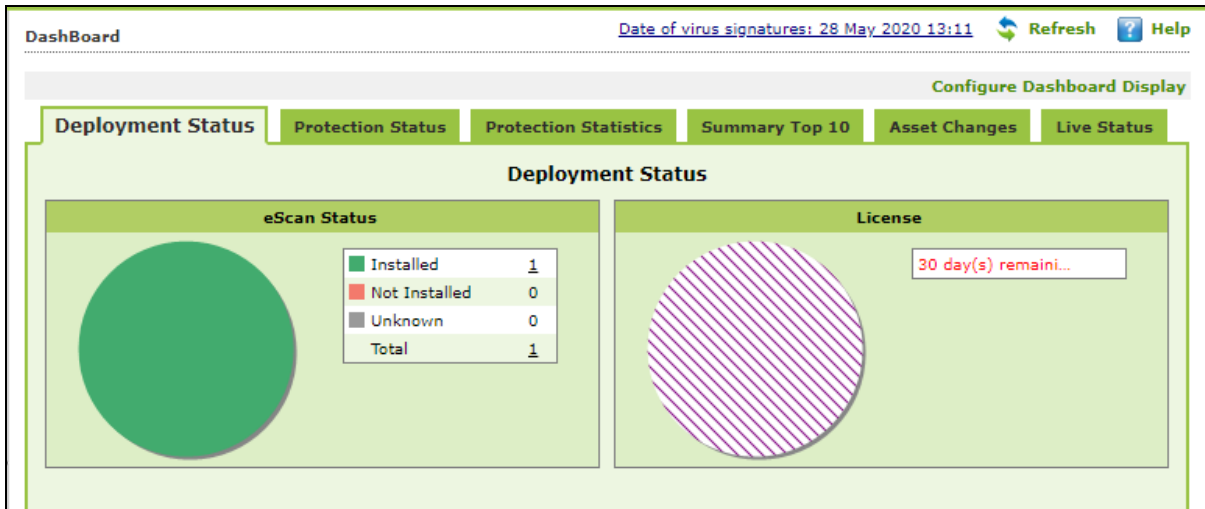 DashBoard
Date of virus signatures: 28 May 2020 13:11 Refresh Help
Configure Dashboard Display
Deployment Status Protection Status Protection Statistics Summary Top 10 Asset Changes Live Status
Deployment Status
eScan Status
Installed 1
Not Installed 0
Unknown 0
Total 1
License
30 day(s) remaini...